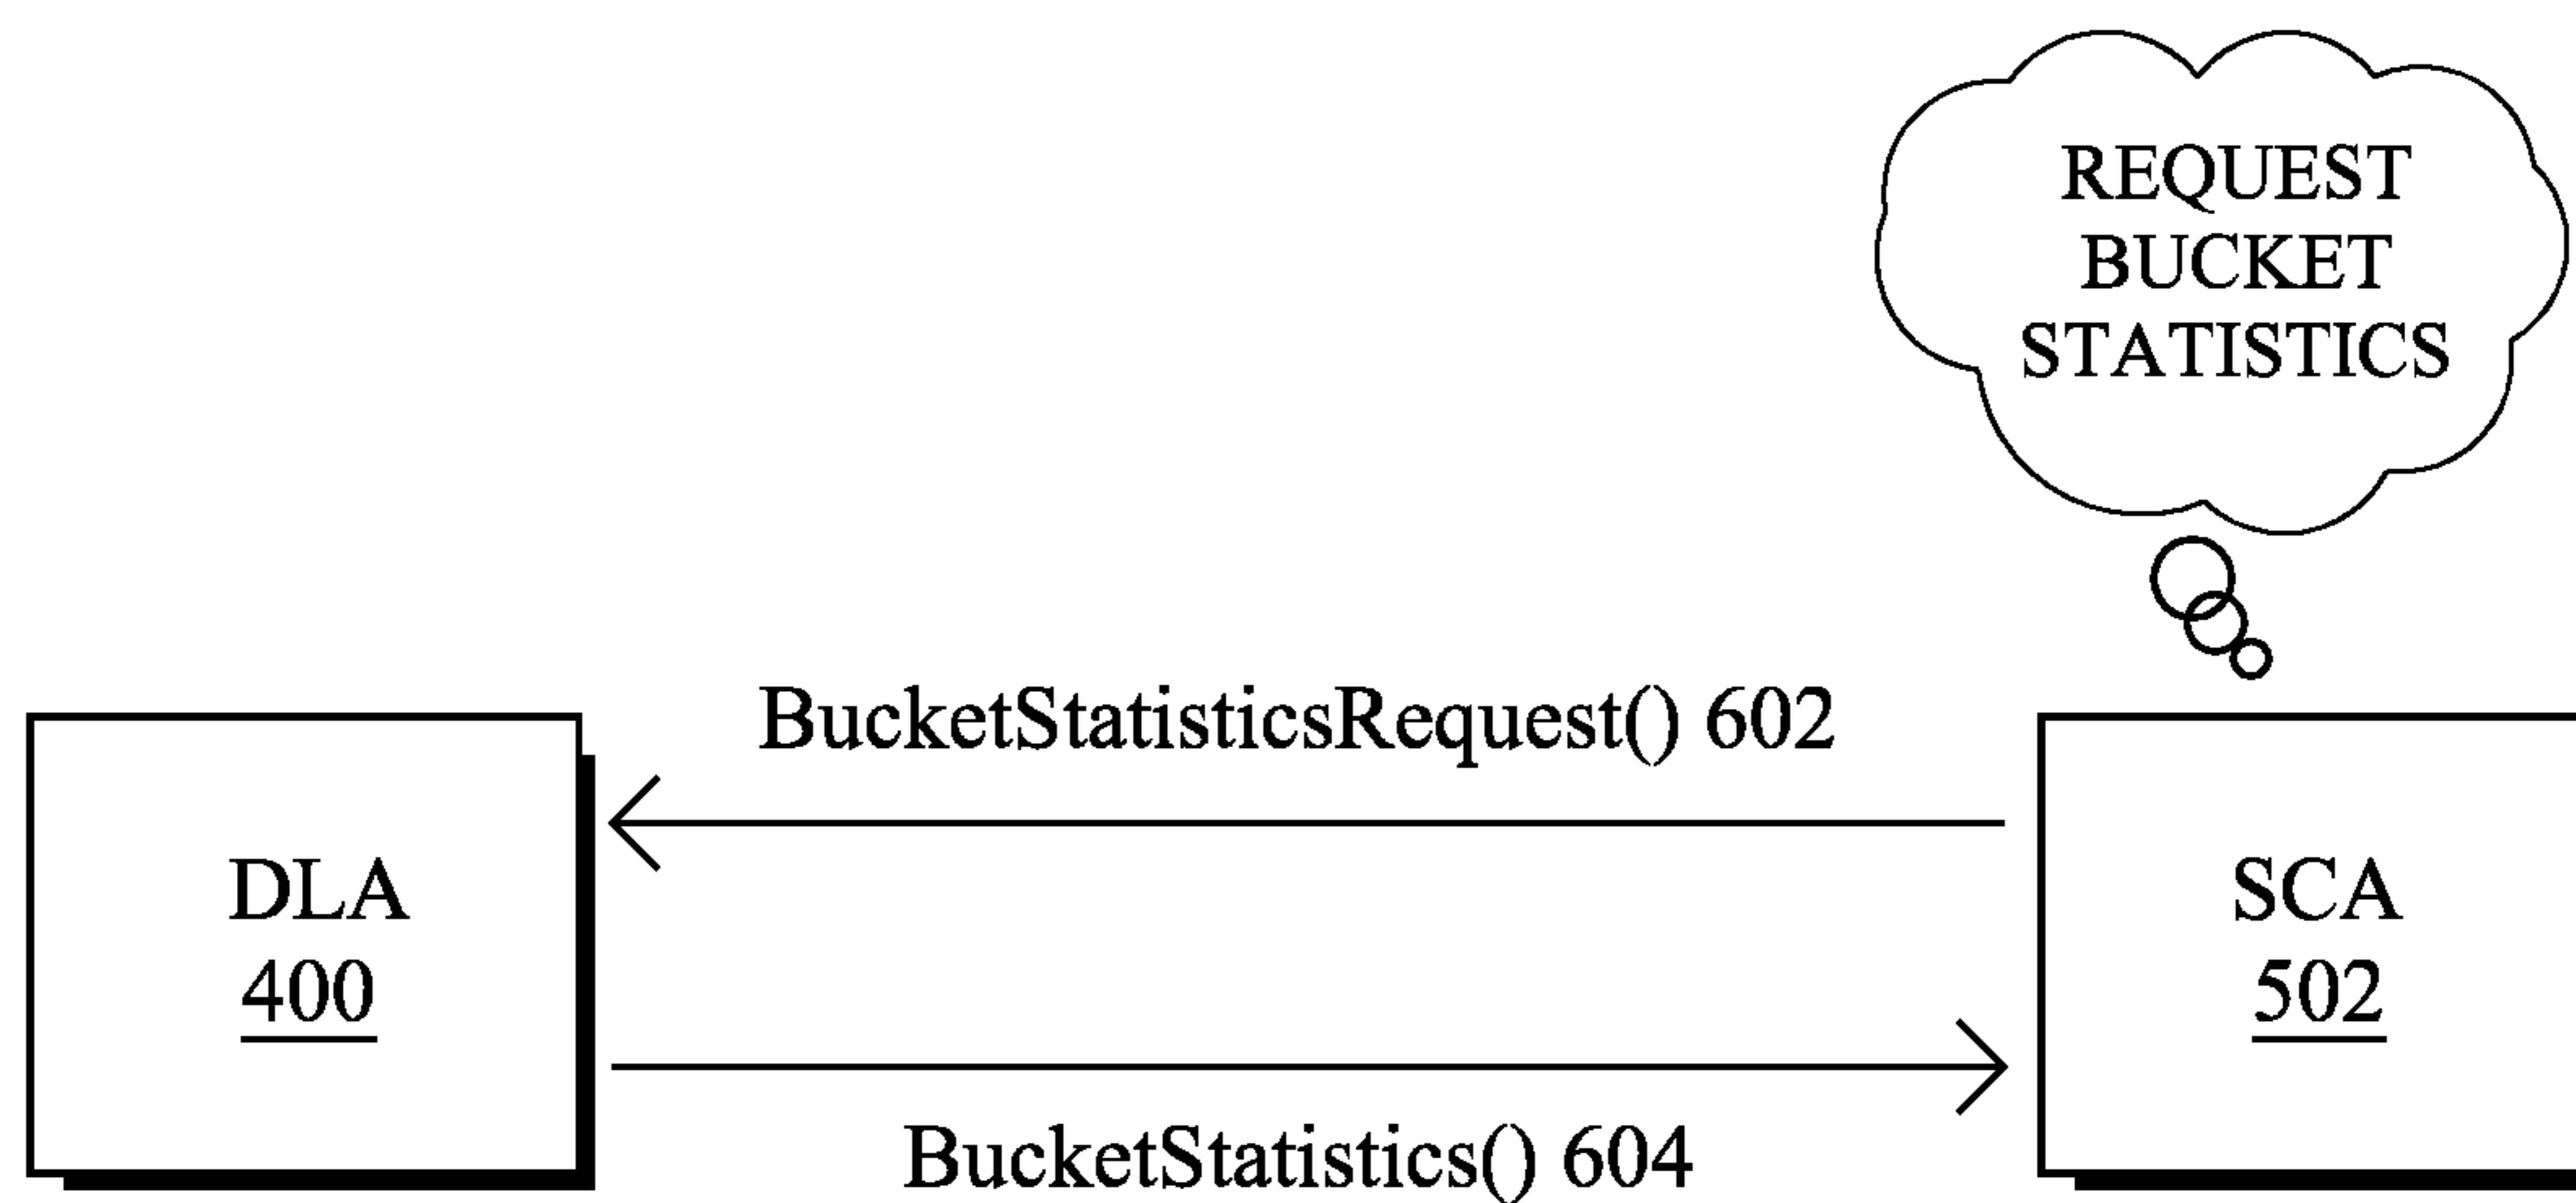 REQUEST
BUCKET
STATISTICS
BucketStatisticsRequest() 602
DLA
400
SCA
502
BucketStatistics() 604